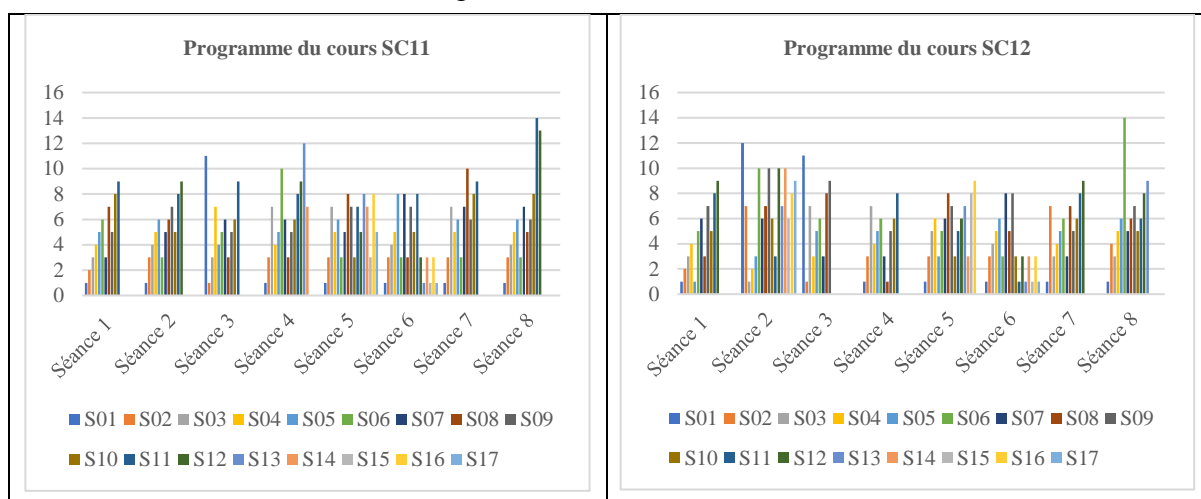 Programme du cours SC11
16
14
12
10
8
6
4
2
0
Séance 1
Séance 2
Séance 3
Séance 4
Séance 5
Séance 6
Séance 7
Séance 8
S01 S02 S03 S04 S05 S06 S07 S08 S09
S10 S11 S12 S13 S14 S15 S16 S17
Programme du cours SC12
16
14
12
10
8
6
4
2
0
Séance 1
Séance 2
Séance 3
Séance 4
Séance 5
Séance 6
Séance 7
Séance 8
S01 S02 S03 S04 S05 S06 S07 S08 S09
S10 S11 S12 S13 S14 S15 S16 S17